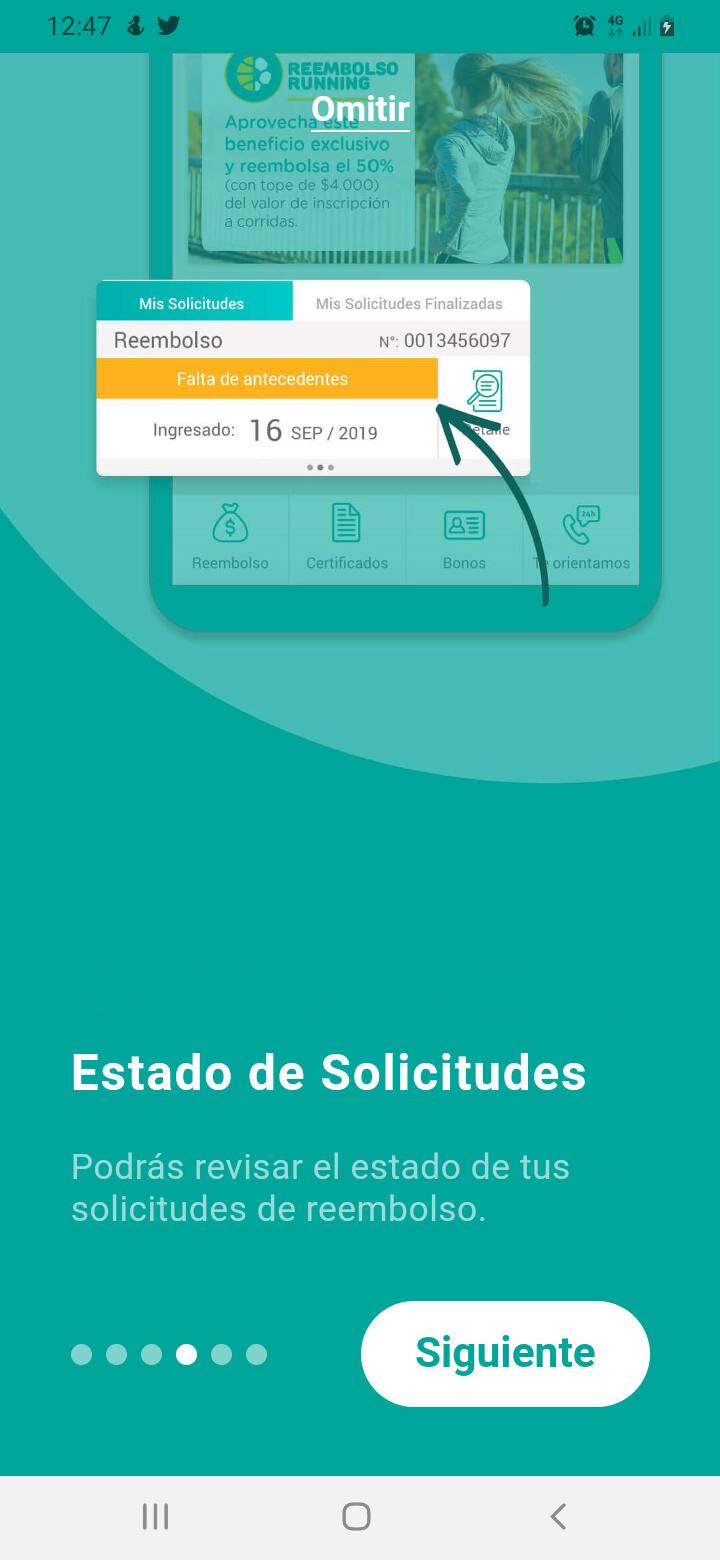 12:47
4G
REEMBOLSO
RUNNING
Omitir
Aprovecha este
beneficio exclusivo
y reembolsa el 50%
(con tope de $4.000)
del valor de inscripción
a corridas.
Mis Solicitudes
Mis Solicitudes Finalizadas
Reembolso
N°: 0013456097
Falta de antecedentes
Ingresado: 16 SEP / 2019
Detalle
$
24h
Reembolso
Certificados
Bonos
Te orientamos
Estado de Solicitudes
Podrás revisar el estado de tus
solicitudes de reembolso.
Siguiente